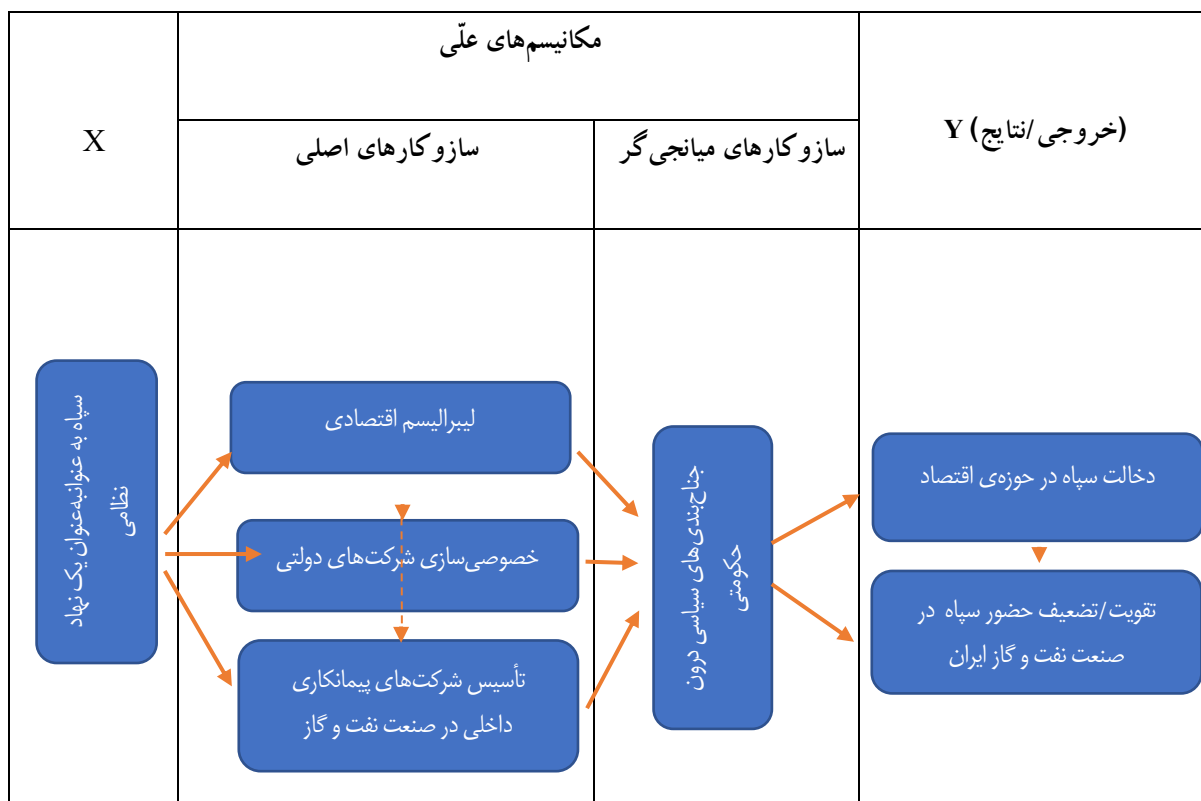 مکانیسم‌های علّی
X
سازوکارهای اصلی
سازوکارهای میانجی‌گر
Y (خروجی/نتایج)
سپاه به عنوانبه‌عنوان یک نهاد
نظامی
لیبرالیسم اقتصادی
خصوصی‌سازی شرکت‌های دولتی
تأسیس شرکت‌های پیمانکاری
داخلی در صنعت نفت و گاز
جناح‌بندی‌های سیاسی درون
حکومتی
دخالت سپاه در حوزه‌ی اقتصاد
تقویت/تضعیف حضور سپاه در
صنعت نفت و گاز ایران